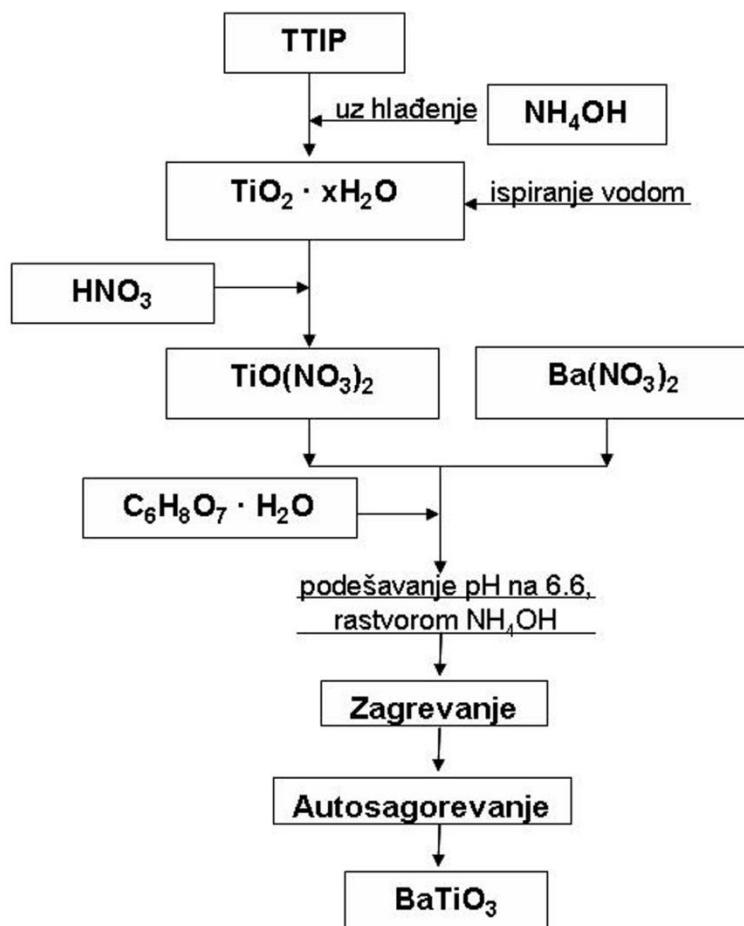 TTIP
uz hlađenje
NH₄OH
TiO₂ · xH₂O
ispiranje vodom
HNO₃
TiO(NO₃)₂
Ba(NO₃)₂
C₆H₈O₇ · H₂O
podešavanje pH na 6.6,
rastvorom NH₄OH
Zagrevanje
Autosagorevanje
BaTiO₃